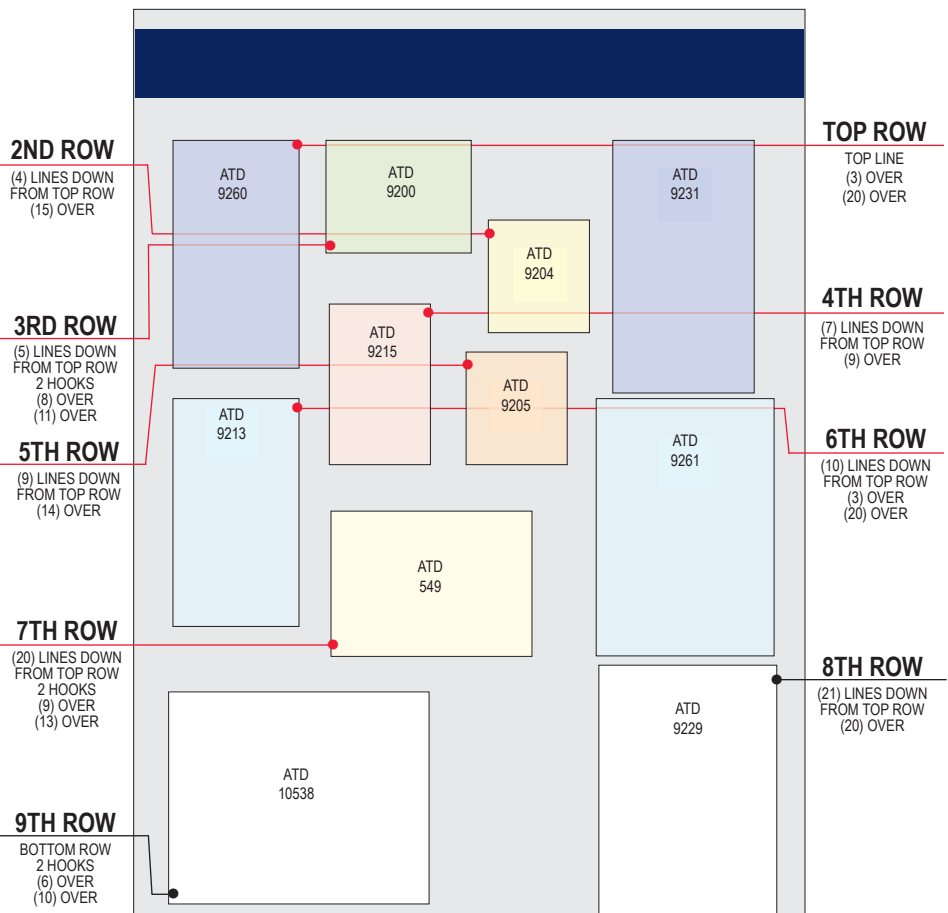 2ND ROW
(4) LINES DOWN
FROM TOP ROW
(15) OVER
3RD ROW
(5) LINES DOWN
FROM TOP ROW
2 HOOKS
(8) OVER
(11) OVER
5TH ROW
(9) LINES DOWN
FROM TOP ROW
(14) OVER
7TH ROW
(20) LINES DOWN
FROM TOP ROW
2 HOOKS
(9) OVER
(13) OVER
9TH ROW
BOTTOM ROW
2 HOOKS
(6) OVER
(10) OVER
ATD
9260
ATD
9200
ATD
9231
ATD
9204
ATD
9215
ATD
9205
ATD
9213
ATD
9261
ATD
549
ATD
9229
ATD
10538
TOP ROW
TOP LINE
(3) OVER
(20) OVER
4TH ROW
(7) LINES DOWN
FROM TOP ROW
(9) OVER
6TH ROW
(10) LINES DOWN
FROM TOP ROW
(3) OVER
(20) OVER
8TH ROW
(21) LINES DOWN
FROM TOP ROW
(20) OVER